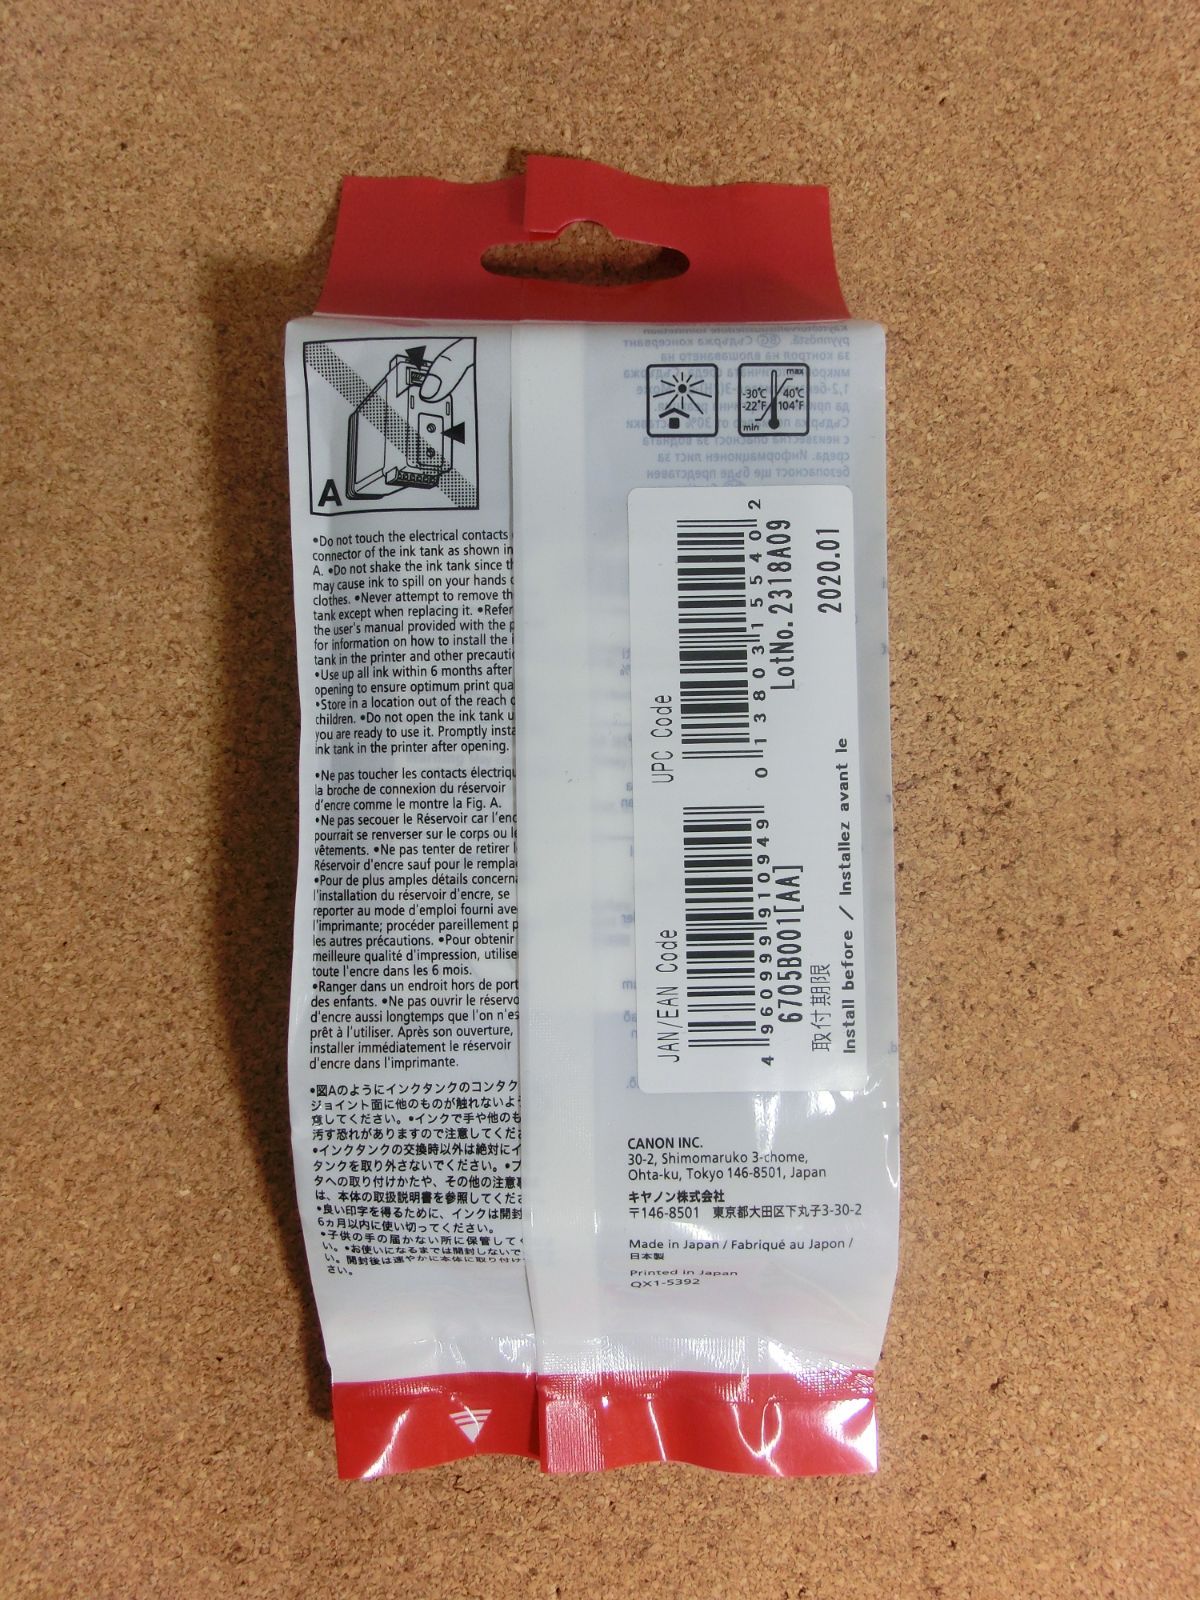 A
•Do not touch the electrical contacts
connector of the ink tank as shown in
A. •Do not shake the ink tank since
may cause ink to spill on your hands
clothes. •Never attempt to remove
tank except when replacing it. •Refer
the user's manual provided with the
for information on how to install the
tank in the printer and other
•Use up all ink within 6 months after
opening to ensure optimum print
•Store in a location out of the reach
children. •Do not open the ink tank
you are ready to use it. Promptly
ink tank in the printer after opening.
•Ne pas toucher les contacts
la broche de connexion du réservoir
d'encre comme le montre la Fig. A.
•Ne pas secouer le Réservoir car
pourrait se renverser sur le corps ou
vêtements. •Ne pas tenter de retirer
Réservoir d'encre sauf pour le
•Pour de plus amples détails
l'installation du réservoir d'encre, se
reporter au mode d'emploi fourni
l'imprimante; procéder pareillement
les autres précautions. •Pour obtenir
meilleure qualité d'impression,
toute l'encre dans les 6 mois.
•Ranger dans un endroit hors de
des enfants. •Ne pas ouvrir le
d'encre aussi longtemps que l'on
prêt à l'utiliser. Après son ouverture,
installer immédiatement le réservoir
d'encre dans l'imprimante.
•図Aのようにインクタンクのコンタク
ジョイント面に他のものが触れないよ
意してください。•インクで手や他の
汚す恐れがありますので注意してくだ
•インクタンクの交換時以外は絶対にイ
タンクを取り外さないでください。•プ
タへの取り付けかたや、その他の注意
は、本体の取扱説明書を参照してくだ
•良い印字を得るために、インクは開封
6ヵ月以内に使い切ってください。
•子供の手の届かない所に保管して
い。•お使いになるまでは開封しないで
い。開封後は速やかに本体に取り付け
さい。
max
-30℃ 40℃
-22°F 104°F
min
JAN/EAN Code UPC Code
4 960999 910949 0 13803 15540 2
6705B001[AA] LotNo. 2318A09
取付期限 2020.01
Install before / Installez avant le
CANON INC.
30-2, Shimomaruko 3-chome,
Ohta-ku, Tokyo 146-8501, Japan
キヤノン株式会社
〒146-8501 東京都大田区下丸子3-30-2
Made in Japan / Fabriqué au Japon /
日本製
Printed in Japan
QX1-5392